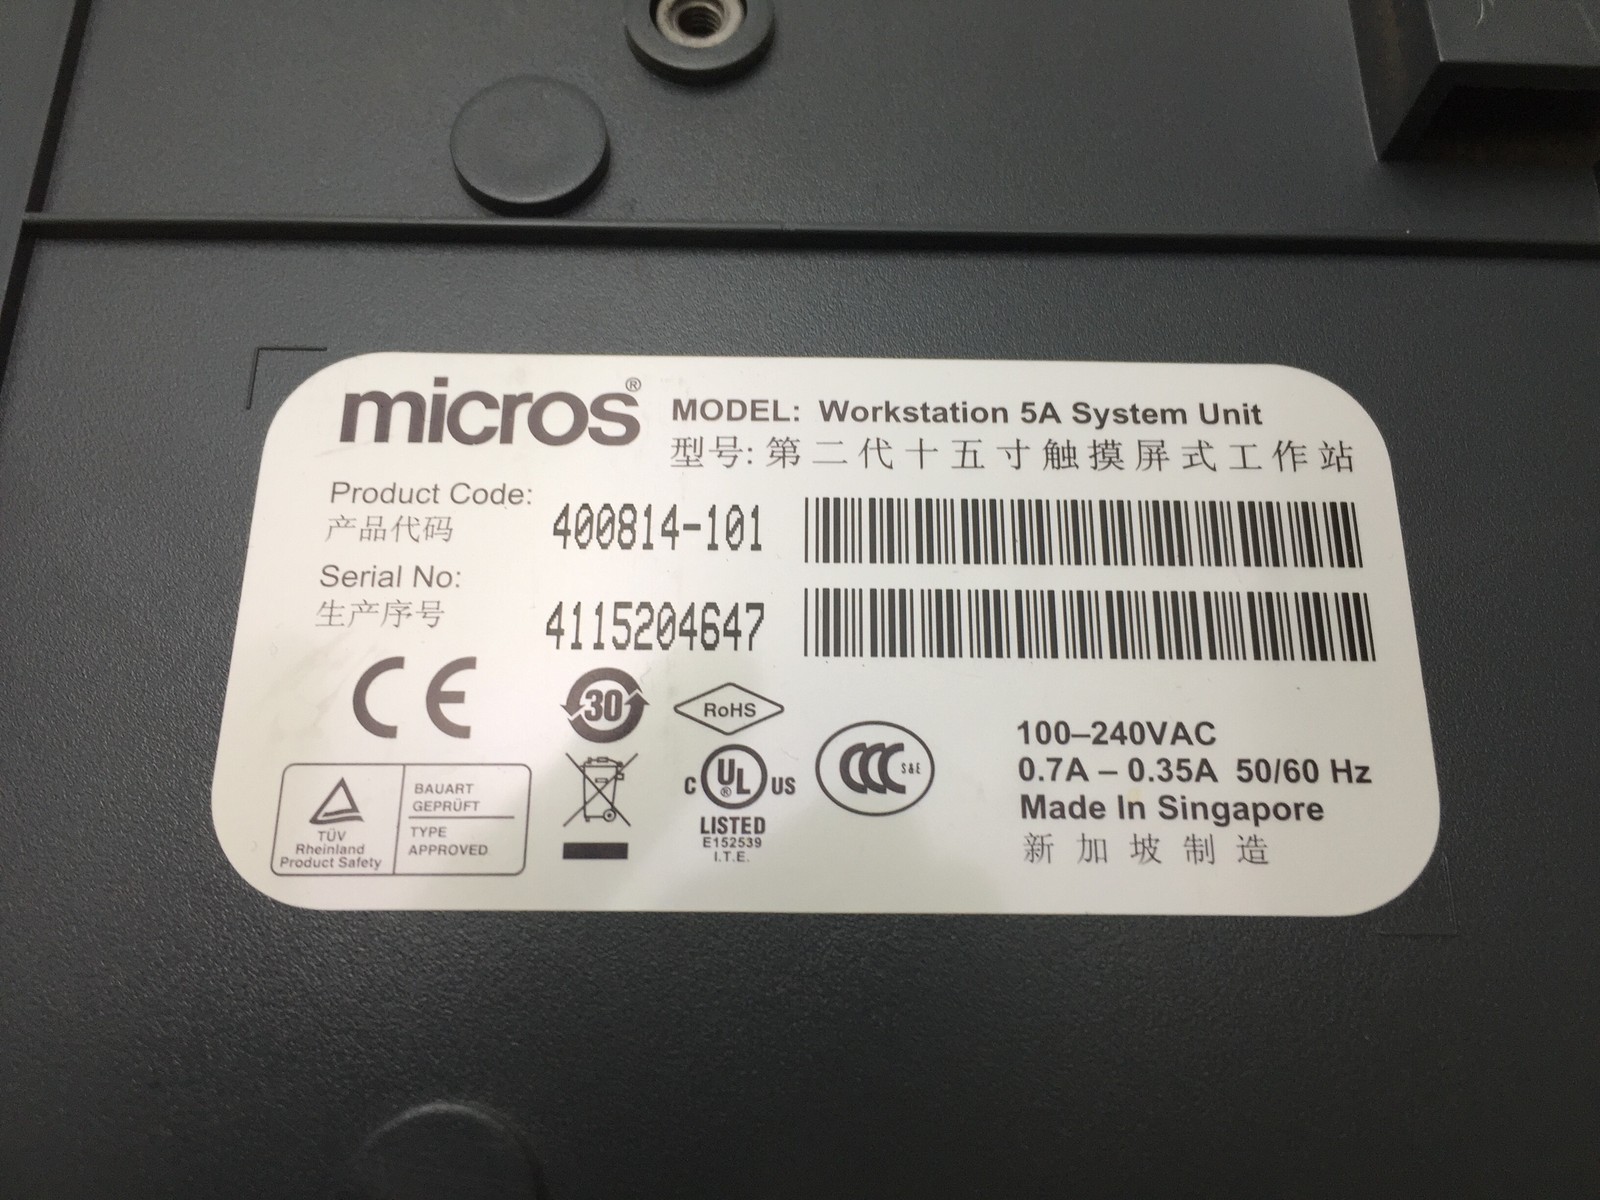 micros®
MODEL: Workstation 5A System Unit
型号: 第二代十五寸触摸屏式工作站
Product Code:
产品代码
400814-101
Serial No:
生产序号
4115204647
CE
30
RoHS
TÜV
Rheinland
Product Safety
BAUART
GEPRÜFT
TYPE
APPROVED
C UL® US
LISTED
E152539
I.T.E.
CCC S&E
100–240VAC
0.7A – 0.35A 50/60 Hz
Made In Singapore
新加坡制造